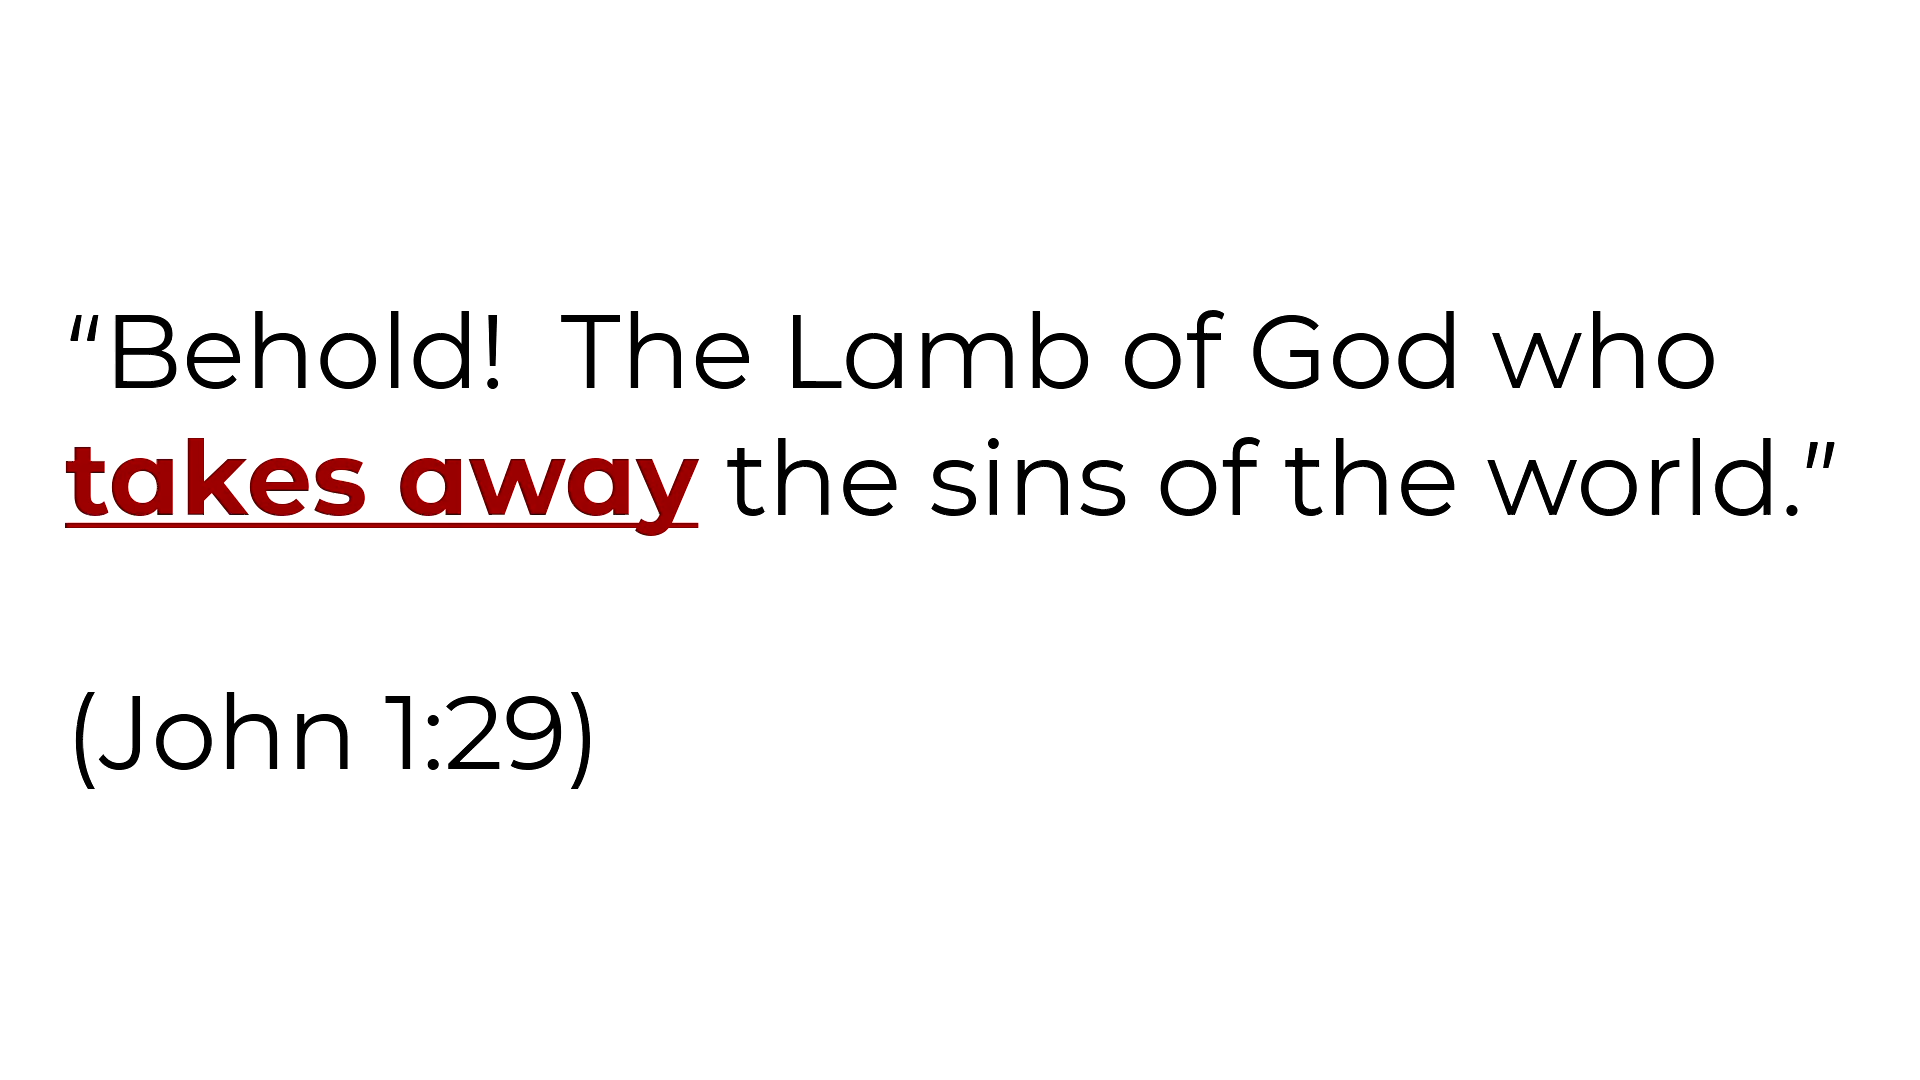 “Behold!  The Lamb of God who
takes away the sins of the world.”
(John 1:29)